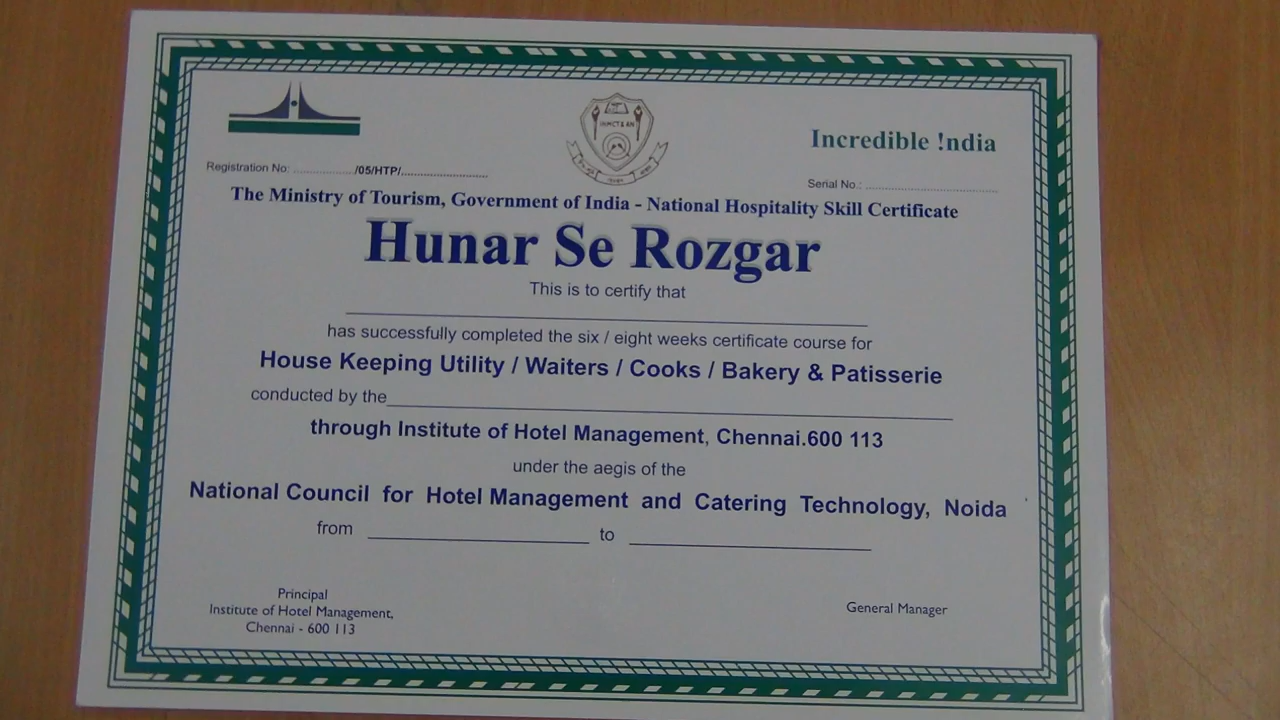 IHMCT & AN
Incredible !ndia
Registration No: ................../05/HTP/..........................
Serial No.: ........................................
The Ministry of Tourism, Government of India - National Hospitality Skill Certificate
Hunar Se Rozgar
This is to certify that
has successfully completed the six / eight weeks certificate course for
House Keeping Utility / Waiters / Cooks / Bakery & Patisserie
conducted by the
through Institute of Hotel Management, Chennai.600 113
under the aegis of the
National Council for Hotel Management and Catering Technology, Noida
from to
Principal
Institute of Hotel Management,
Chennai - 600 113
General Manager